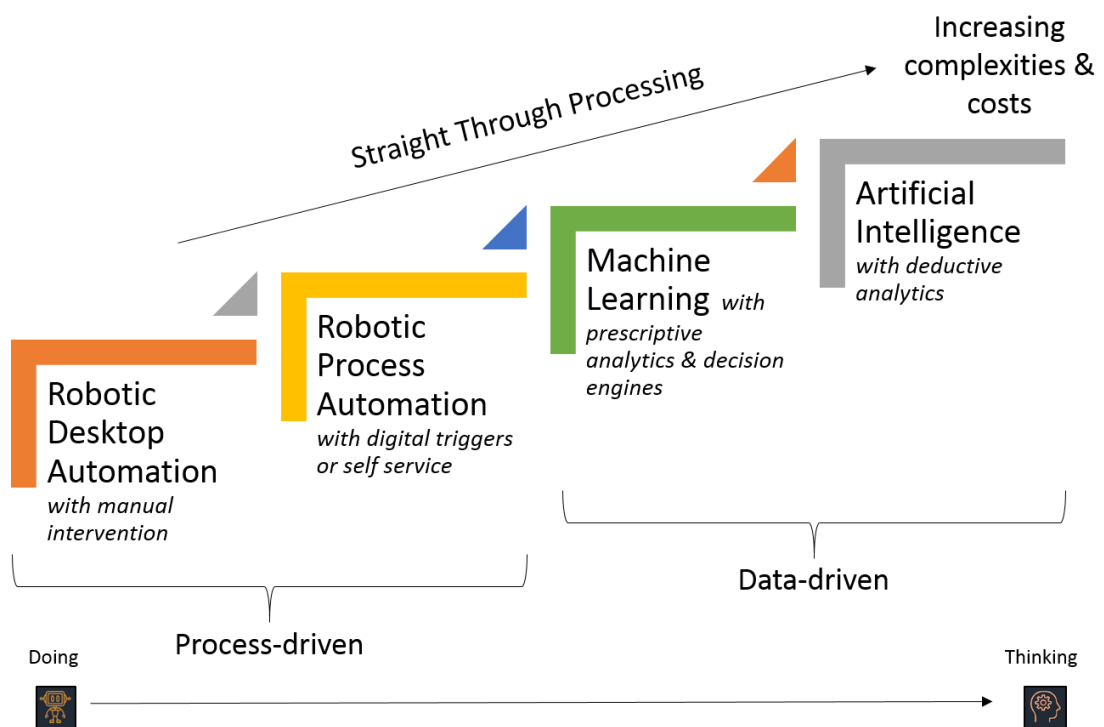 Increasing
complexities &
costs
Straight Through Processing
Artificial
Intelligence
with deductive
analytics
Machine
Learning with
prescriptive
analytics & decision
engines
Robotic
Process
Automation
with digital triggers
or self service
Robotic
Desktop
Automation
with manual
intervention
Data-driven
Process-driven
Doing
Thinking